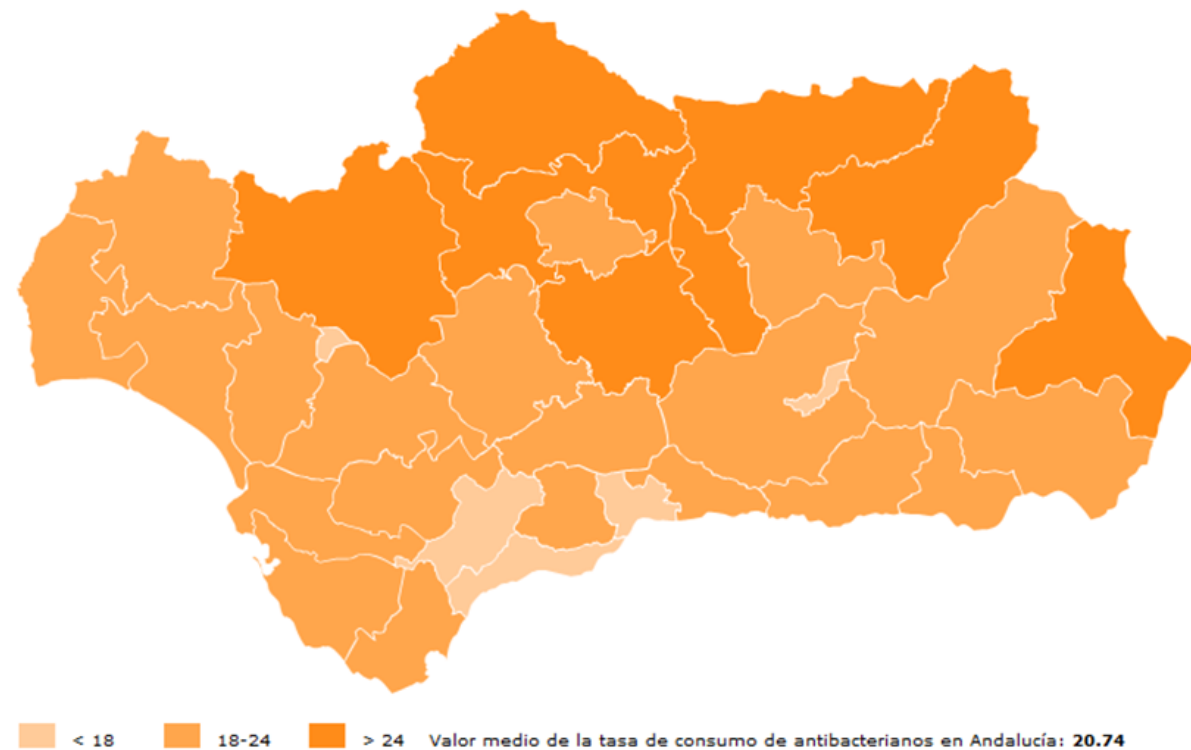 < 18 18-24 > 24 Valor medio de la tasa de consumo de antibacterianos en Andalucía: 20.74